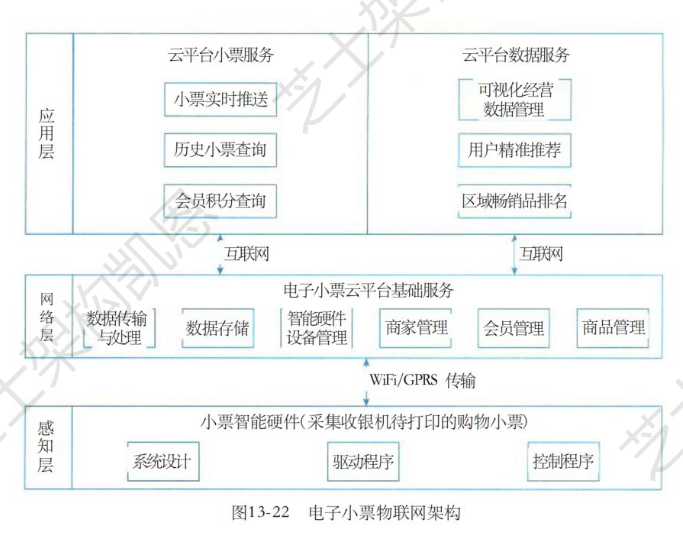 应用层
云平台小票服务
小票实时推送
历史小票查询
会员积分查询
云平台数据服务
可视化经营
数据管理
用户精准推荐
区域畅销品排名
互联网
互联网
网络层
电子小票云平台基础服务
数据传输
与处理
数据存储
智能硬件
设备管理
商家管理
会员管理
商品管理
WiFi/GPRS 传输
感知层
小票智能硬件(采集收银机待打印的购物小票)
系统设计
驱动程序
控制程序
图13-22 电子小票物联网架构